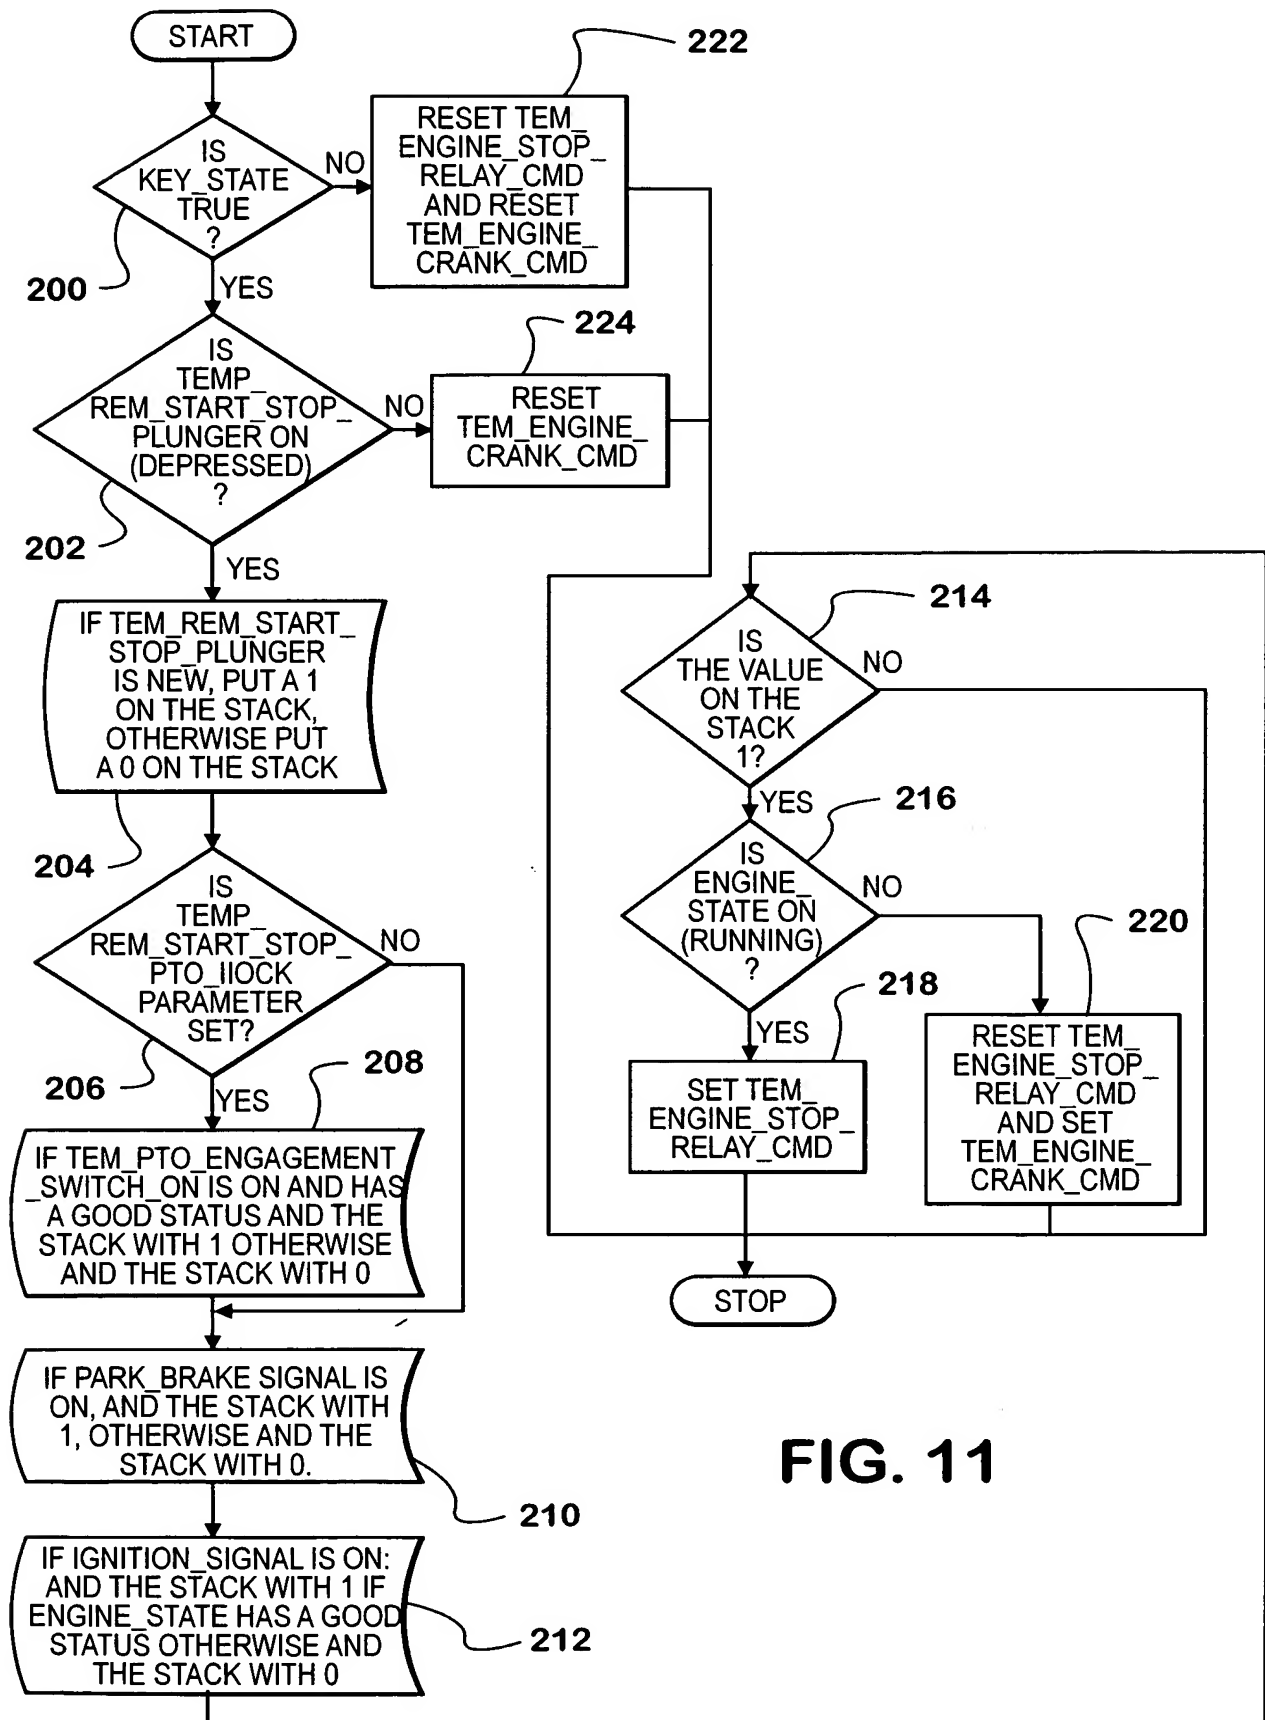 START
222
RESET TEM_
ENGINE_STOP_
RELAY_CMD
AND RESET
TEM_ENGINE_
CRANK_CMD
IS
KEY_STATE
TRUE
?
NO
200
YES
224
IS
TEMP_
REM_START_STOP_
PLUNGER ON
(DEPRESSED)
?
NO
RESET
TEM_ENGINE_
CRANK_CMD
202
YES
IF TEM_REM_START_
STOP_PLUNGER
IS NEW, PUT A 1
ON THE STACK,
OTHERWISE PUT
A 0 ON THE STACK
204
IS
TEMP_
REM_START_STOP_
PTO_IIOCK
PARAMETER
SET?
NO
206
YES
208
IF TEM_PTO_ENGAGEMENT
_SWITCH_ON IS ON AND HAS
A GOOD STATUS AND THE
STACK WITH 1 OTHERWISE
AND THE STACK WITH 0
IF PARK_BRAKE SIGNAL IS
ON, AND THE STACK WITH
1, OTHERWISE AND THE
STACK WITH 0.
210
IF IGNITION_SIGNAL IS ON:
AND THE STACK WITH 1 IF
ENGINE_STATE HAS A GOOD
STATUS OTHERWISE AND
THE STACK WITH 0
212
214
IS
THE VALUE
ON THE
STACK
1?
NO
YES
216
IS
ENGINE_
STATE ON
(RUNNING)
?
NO
YES
218
SET TEM_
ENGINE_STOP_
RELAY_CMD
220
RESET TEM_
ENGINE_STOP_
RELAY_CMD
AND SET
TEM_ENGINE_
CRANK_CMD
STOP
FIG. 11